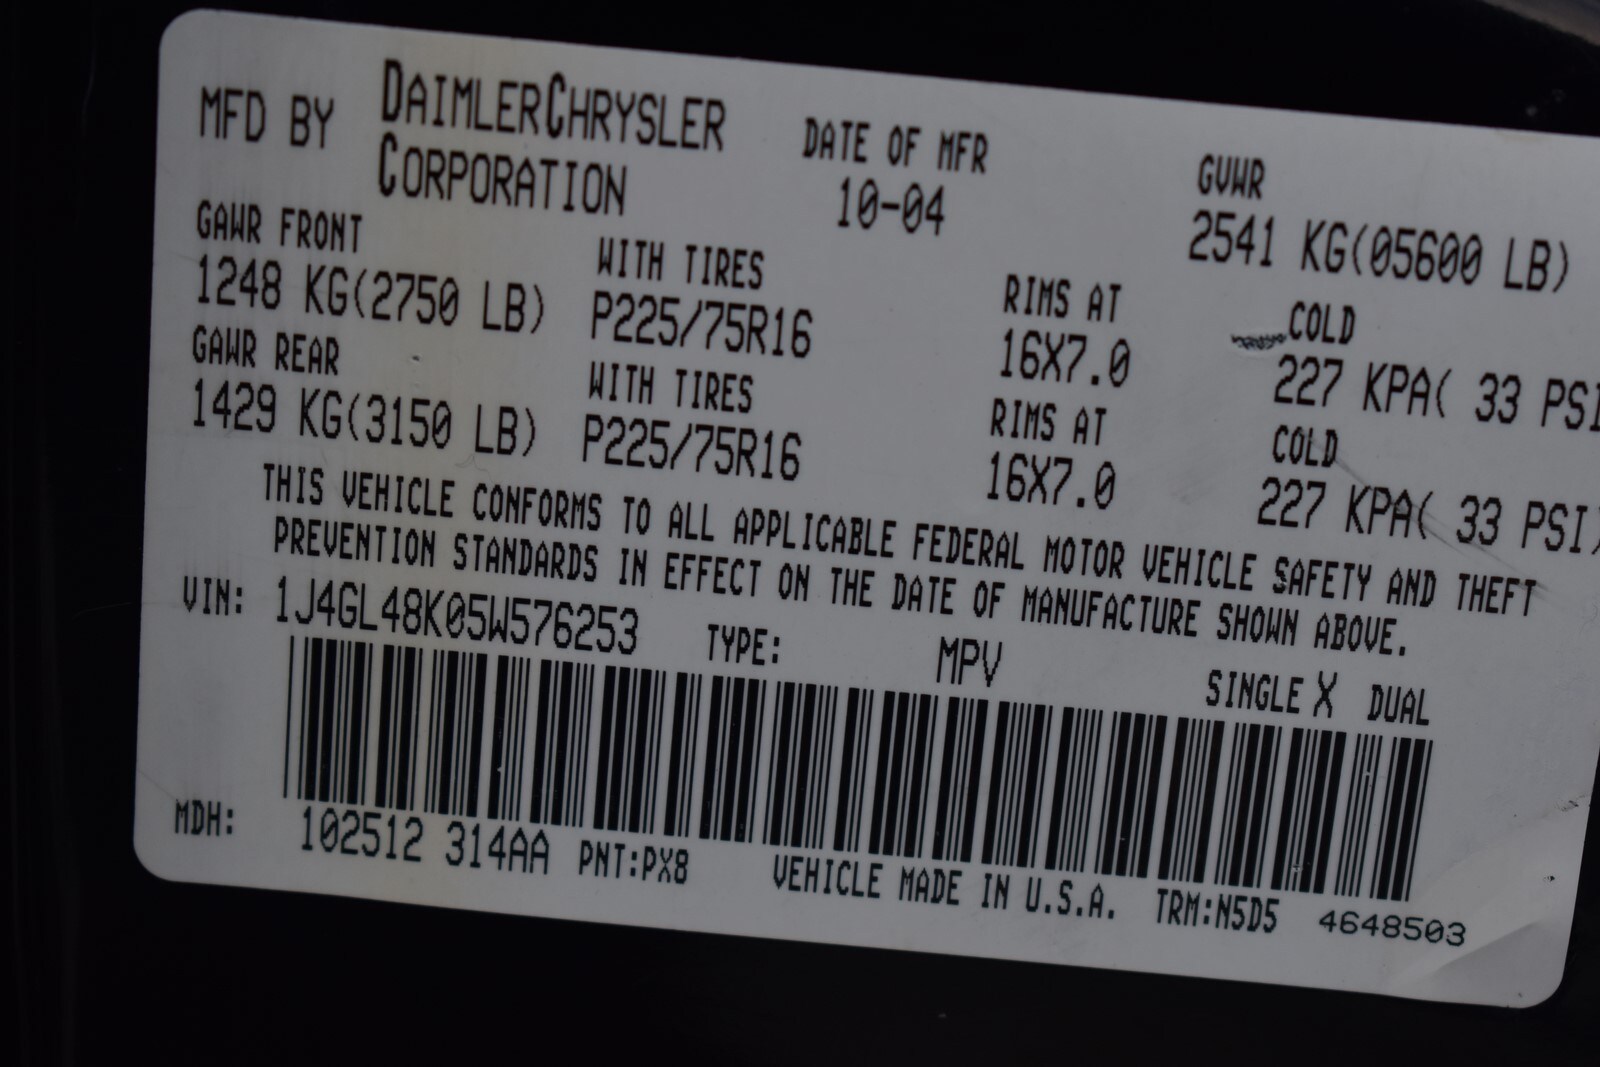 MFD BY DAIMLERCHRYSLER CORPORATION DATE OF MFR 10-04 GVWR 2541 KG(05600 LB)
GAWR FRONT WITH TIRES RIMS AT COLD
1248 KG(2750 LB) P225/75R16 16X7.0 227 KPA( 33 PSI
GAWR REAR WITH TIRES RIMS AT COLD
1429 KG(3150 LB) P225/75R16 16X7.0 227 KPA( 33 PSI)
THIS VEHICLE CONFORMS TO ALL APPLICABLE FEDERAL MOTOR VEHICLE SAFETY AND THEFT
PREVENTION STANDARDS IN EFFECT ON THE DATE OF MANUFACTURE SHOWN ABOVE.
VIN: 1J4GL48K05W576253 TYPE: MPV SINGLE X DUAL
MDH: 102512 314AA PNT:PX8 VEHICLE MADE IN U.S.A. TRM:N5D5 4648503